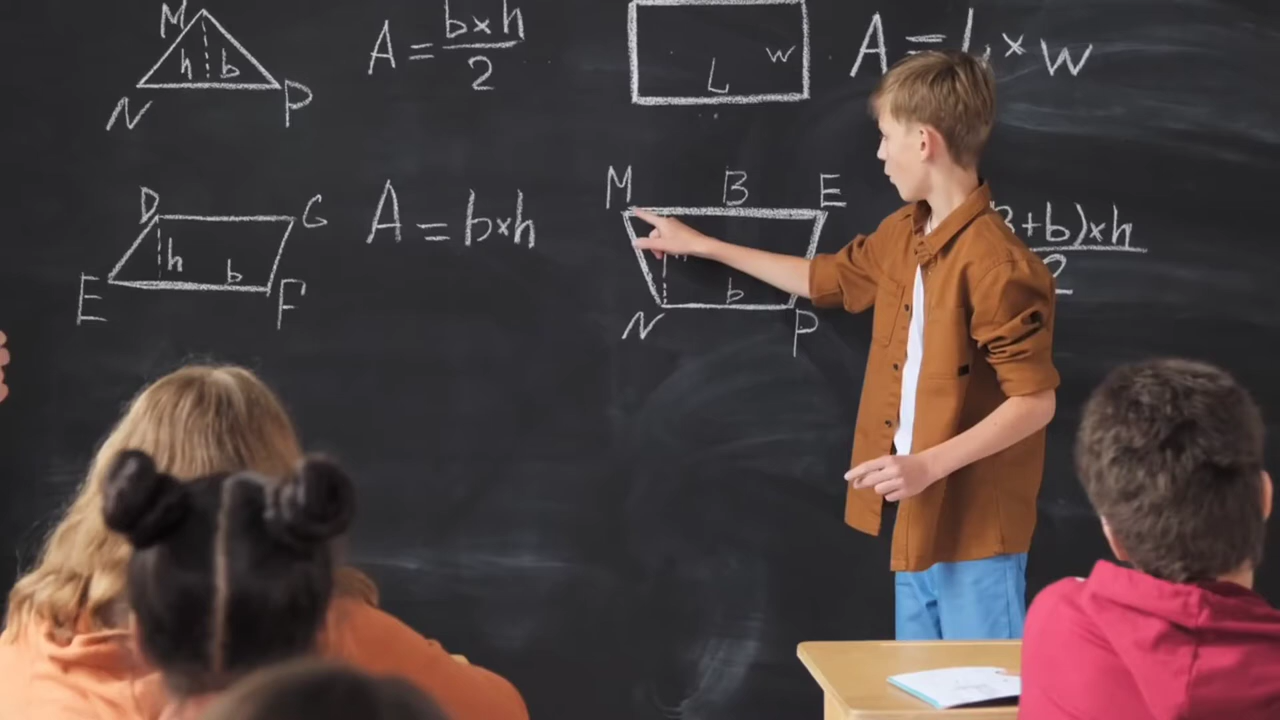 M
h b
N P
A = b×h
2
w
L
A = L × w
D G
h
b
E F
A = b×h
M B E
b
N P
+b)×h
2